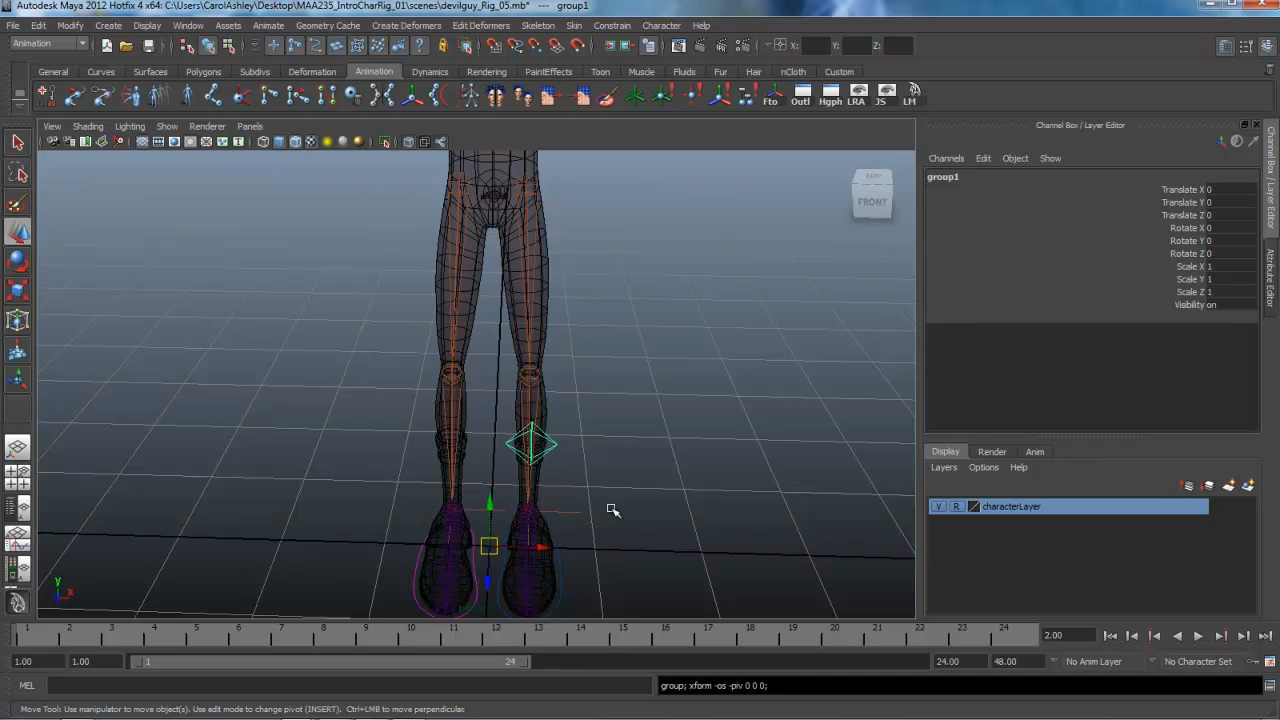 Autodesk Maya 2012 Hotfix 4 x64: C:\Users\CarolAshley\Desktop\MAA235_IntroCharRig_01\scenes\devilguy_Rig_05.mb* --- group1
File Edit Modify Create Display Window Assets Animate Geometry Cache Create Deformers Edit Deformers Skeleton Skin Constraint Character Help
Animation X: Y: Z:
General Curves Surfaces Polygons Subdivs Deformation Animation Dynamics Rendering PaintEffects Toon Muscle Fluids Fur Hair nCloth Custom
Fto Outl Hgph LRA JS LM
View Shading Lighting Show Renderer Panels
Channel Box / Layer Editor
Channels Edit Object Show
group1
Translate X 0
Translate Y 0
Translate Z 0
Rotate X 0
Rotate Y 0
Rotate Z 0
Scale X 1
Scale Y 1
Scale Z 1
Visibility on
TOP
FRONT
Channel Box / Layer Editor
Attribute Editor
Display Render Anim
Layers Options Help
V R characterLayer
y
x
1 2 3 4 5 6 7 8 9 10 11 12 13 14 15 16 17 18 19 20 21 22 23 24 2.00
1.00 1.00 1 24 24.00 48.00 No Anim Layer No Character Set
MEL group; xform -os -piv 0 0 0;
Move Tool: Use manipulator to move object(s). Use edit mode to change pivot (INSERT). Ctrl+LMB to move perpendicular.